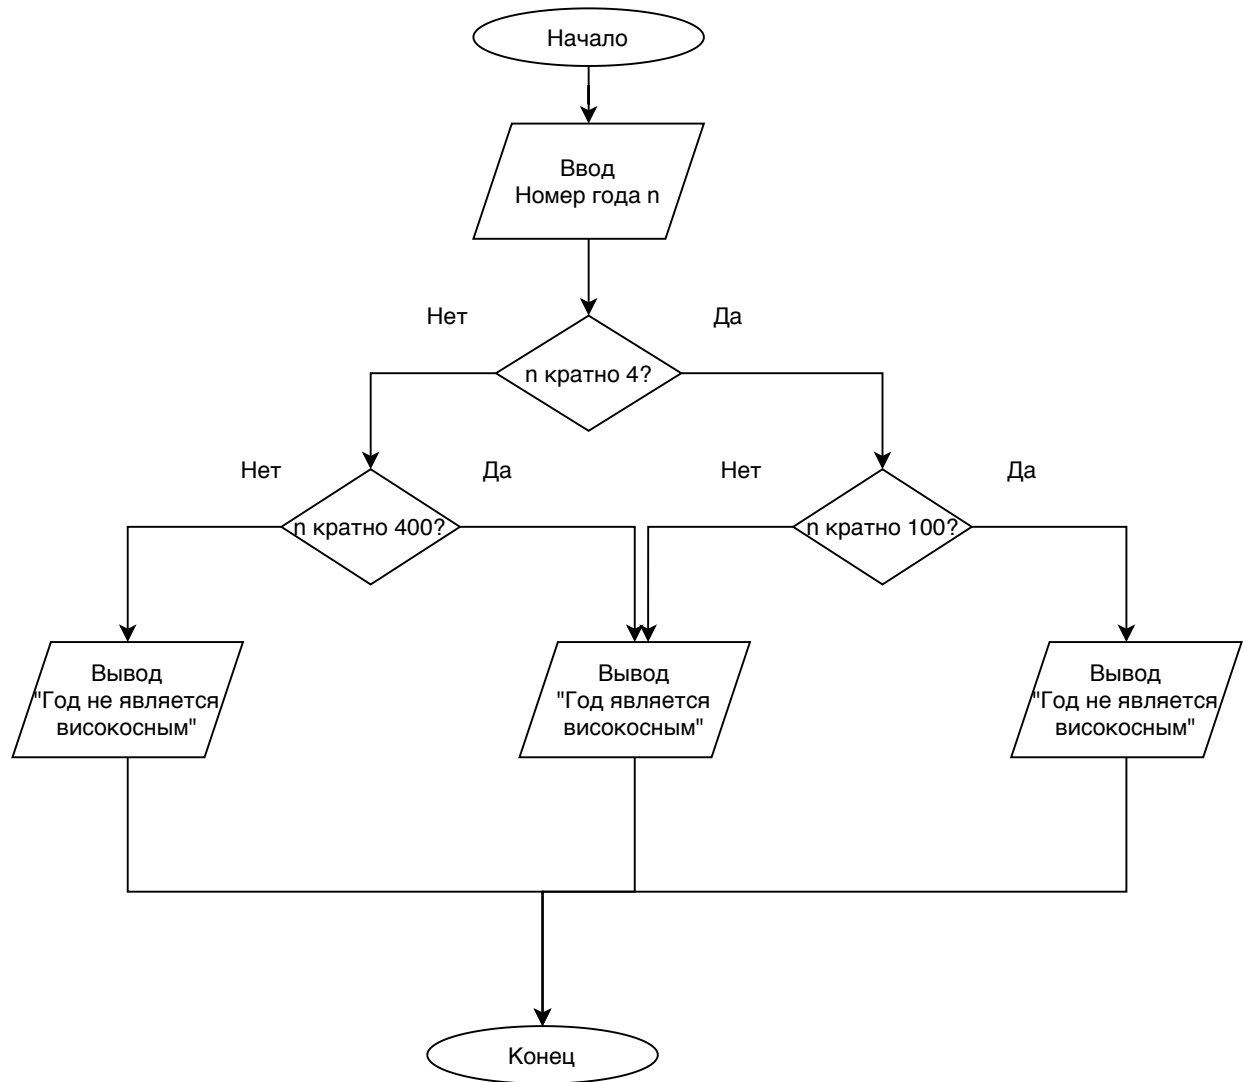 Начало
Ввод
Номер года n
Нет
Да
n кратно 4?
Нет
Да
Нет
Да
n кратно 400?
n кратно 100?
Вывод
"Год не является
високосным"
Вывод
"Год является
високосным"
Вывод
"Год не является
високосным"
Конец